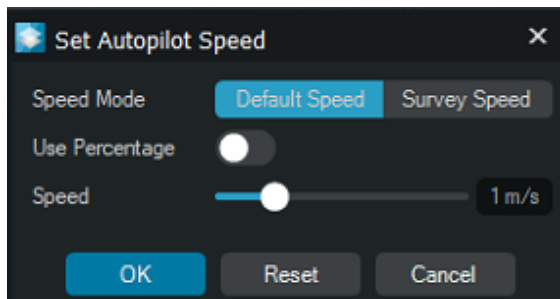 Set Autopilot Speed
Speed Mode Default Speed Survey Speed
Use Percentage
Speed 1 m/s
OK Reset Cancel